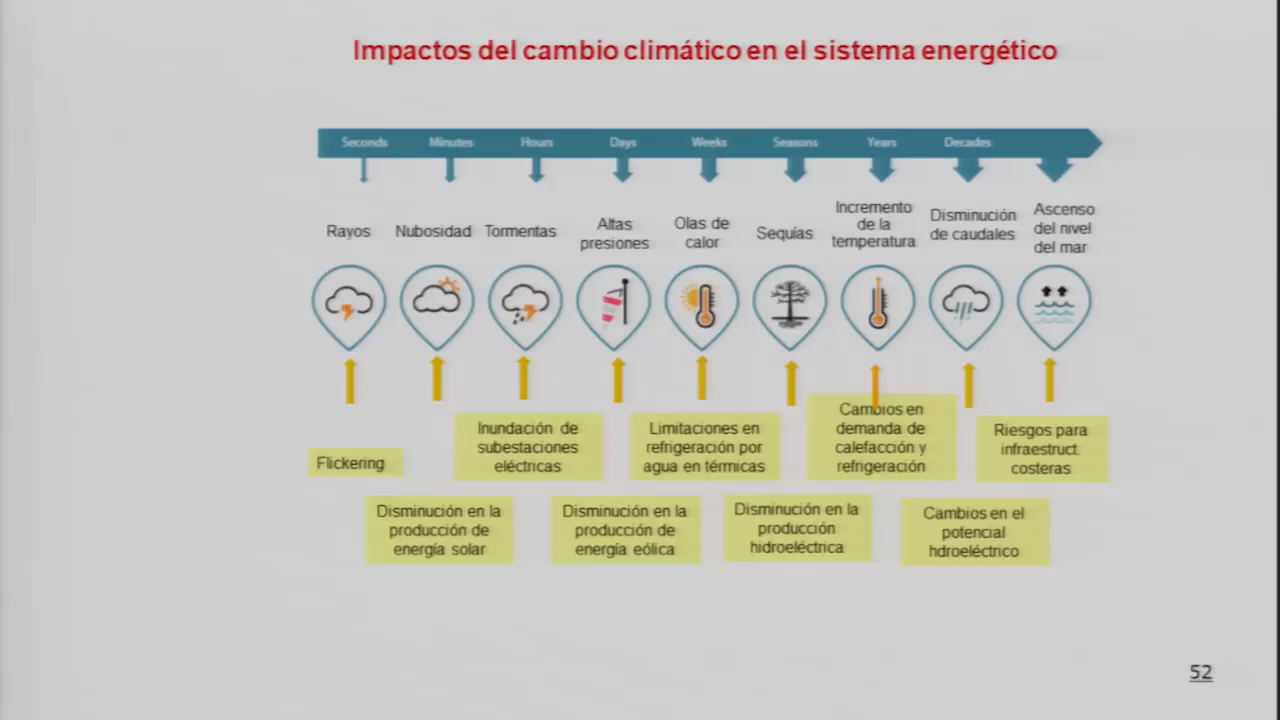 Impactos del cambio climático en el sistema energético
Seconds Minutes Hours Days Weeks Seasons Years Decades
Rayos
Nubosidad
Tormentas
Altas
presiones
Olas de
calor
Sequías
Incremento
de la
temperatura
Disminución
de caudales
Ascenso
del nivel
del mar
Flickering
Disminución en la
producción de
energía solar
Inundación de
subestaciones
eléctricas
Disminución en la
producción de
energía eólica
Limitaciones en
refrigeración por
agua en térmicas
Disminución en la
producción
hidroeléctrica
Cambios en
demanda de
calefacción y
refrigeración
Cambios en el
potencial
hdroeléctrico
Riesgos para
infraestruct.
costeras
52